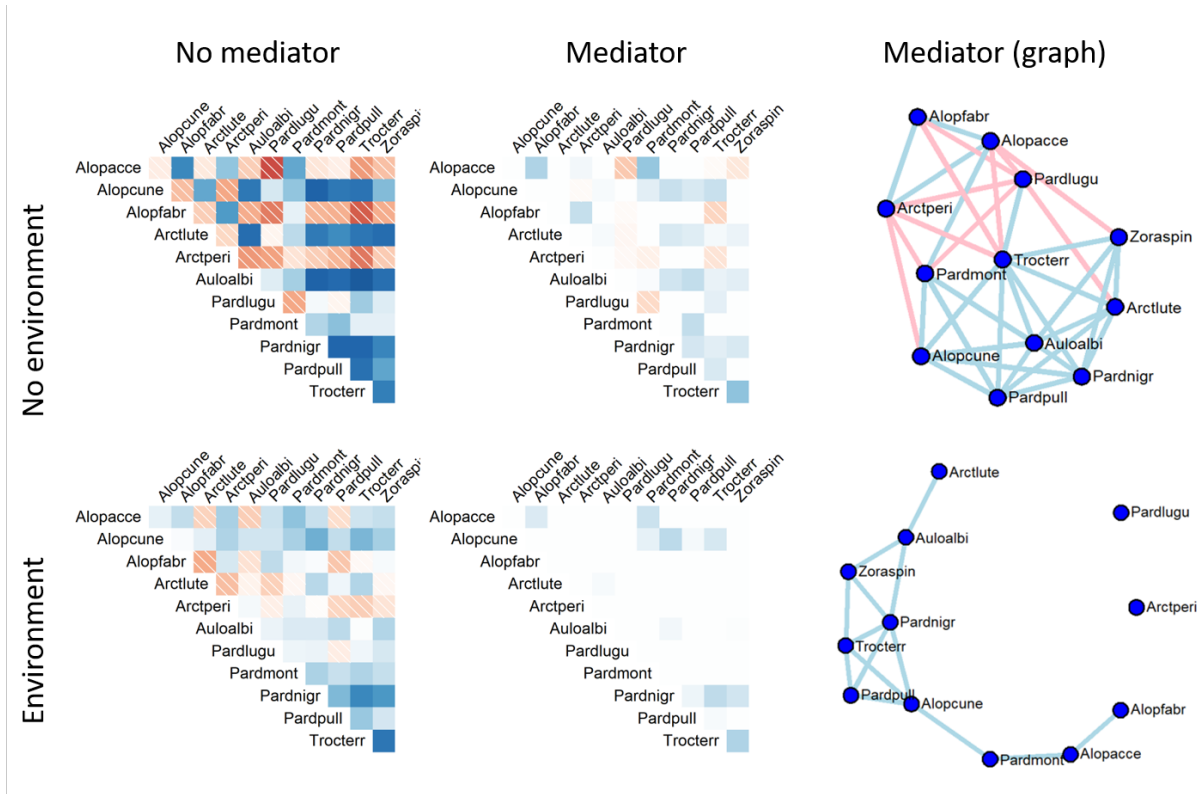 No mediator
Mediator
Mediator (graph)
No environment
Alopcune
Alopfabr
Arctlute
Arctperi
Auloalbi
Pardlugu
Pardmont
Pardnigr
Pardpull
Trocterr
Zoraspin
Alopacce
Alopcune
Alopfabr
Arctlute
Arctperi
Auloalbi
Pardlugu
Pardmont
Pardnigr
Pardpull
Trocterr
Alopcune
Alopfabr
Arctlute
Arctperi
Auloalbi
Pardlugu
Pardmont
Pardnigr
Pardpull
Trocterr
Zoraspin
Alopacce
Alopcune
Alopfabr
Arctlute
Arctperi
Auloalbi
Pardlugu
Pardmont
Pardnigr
Pardpull
Trocterr
Alopfabr
Alopacce
Pardlugu
Arctperi
Zoraspin
Trocterr
Pardmont
Arctlute
Auloalbi
Alopcune
Pardnigr
Pardpull
Environment
Alopcune
Alopfabr
Arctlute
Arctperi
Auloalbi
Pardlugu
Pardmont
Pardnigr
Pardpull
Trocterr
Zoraspin
Alopacce
Alopcune
Alopfabr
Arctlute
Arctperi
Auloalbi
Pardlugu
Pardmont
Pardnigr
Pardpull
Trocterr
Alopcune
Alopfabr
Arctlute
Arctperi
Auloalbi
Pardlugu
Pardmont
Pardnigr
Pardpull
Trocterr
Zoraspin
Alopacce
Alopcune
Alopfabr
Arctlute
Arctperi
Auloalbi
Pardlugu
Pardmont
Pardnigr
Pardpull
Trocterr
Arctlute
Pardlugu
Auloalbi
Zoraspin
Arctperi
Pardnigr
Trocterr
Pardpull
Alopcune
Alopfabr
Alopacce
Pardmont